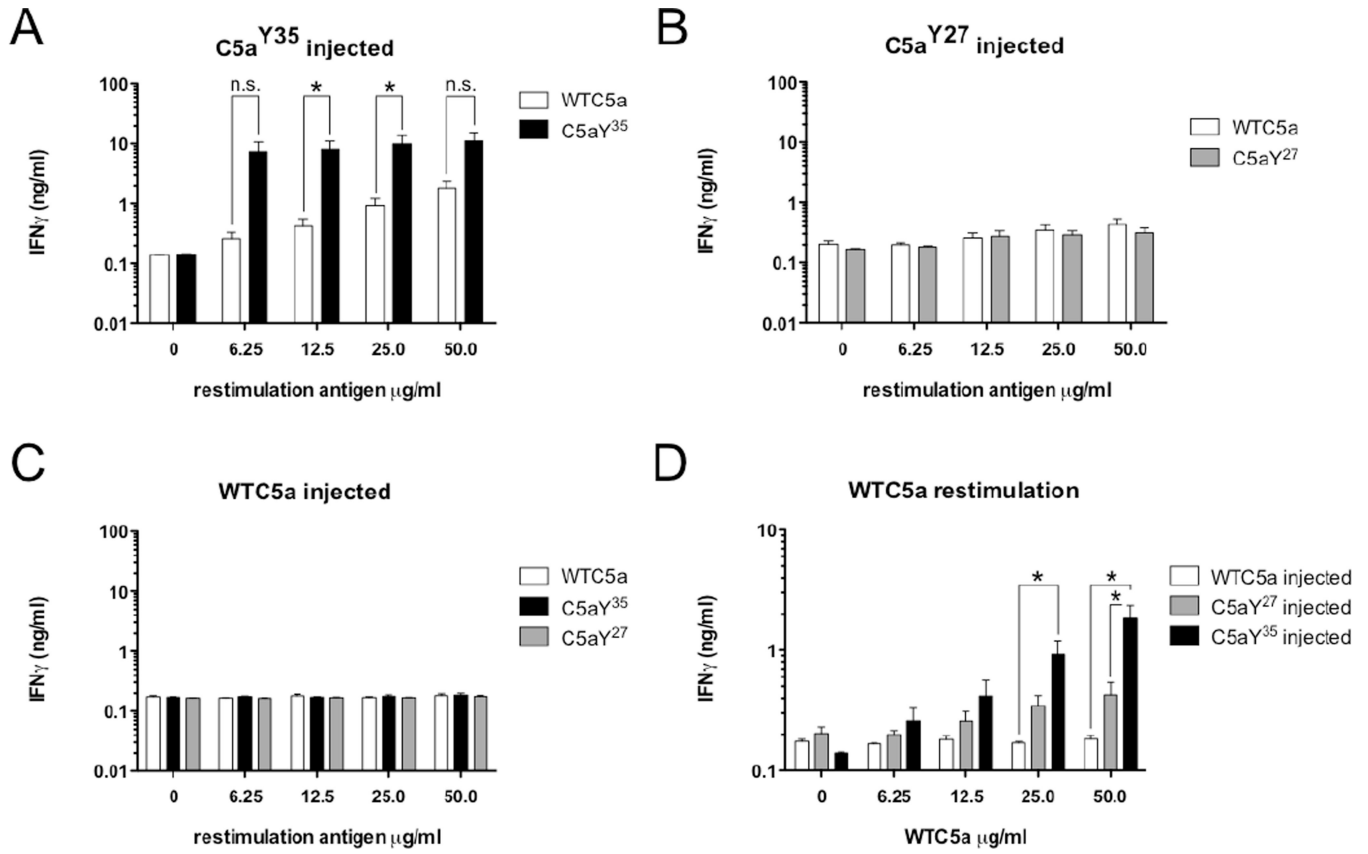 A
C5aY35 injected
100
10
1
0.1
0.01
IFNγ (ng/ml)
n.s.
*
*
n.s.
0 6.25 12.5 25.0 50.0
restimulation antigen μg/ml
WTC5a
C5aY35
B
C5aY27 injected
100
10
1
0.1
0.01
IFNγ (ng/ml)
0 6.25 12.5 25.0 50.0
restimulation antigen μg/ml
WTC5a
C5aY27
C
WTC5a injected
100
10
1
0.1
0.01
IFNγ (ng/ml)
0 6.25 12.5 25.0 50.0
restimulation antigen μg/ml
WTC5a
C5aY35
C5aY27
D
WTC5a restimulation
10
1
0.1
IFNγ (ng/ml)
*
*
*
0 6.25 12.5 25.0 50.0
WTC5a μg/ml
WTC5a injected
C5aY27 injected
C5aY35 injected